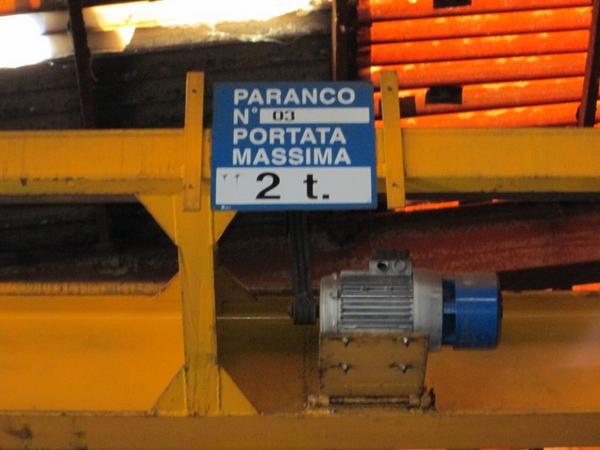 PARANCO
N° 03
PORTATA
MASSIMA
2 t.